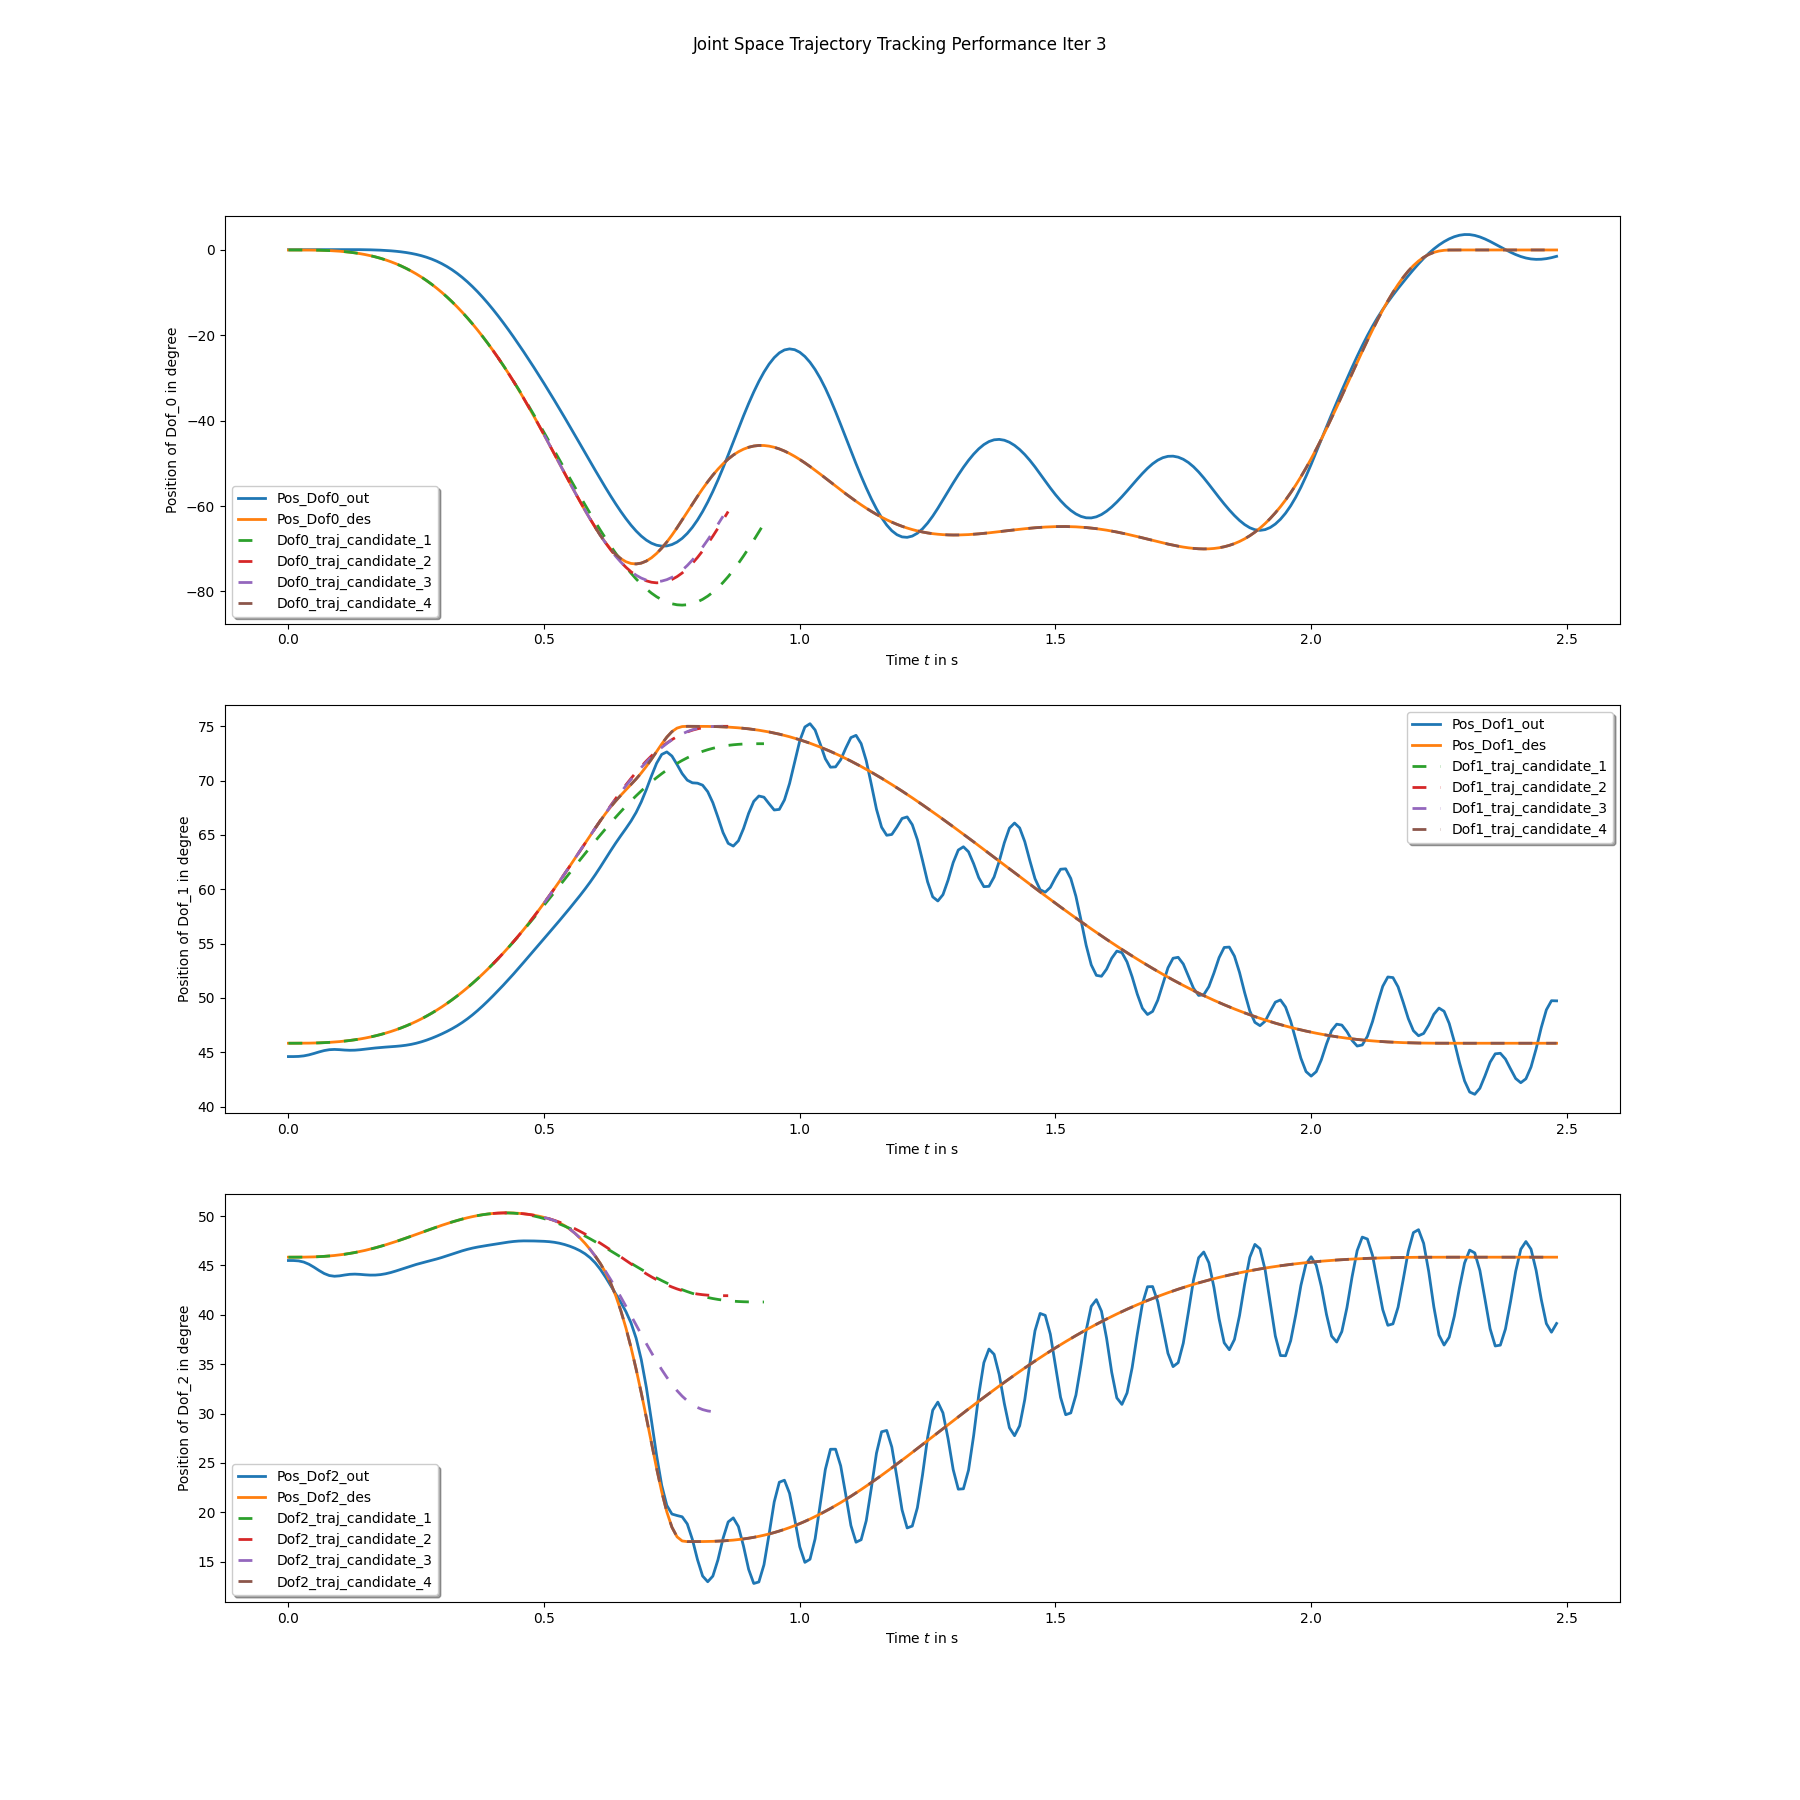 Joint Space Trajectory Tracking Performance Iter 3
0
−20
−40
−60
−80
Position of Dof_0 in degree
Pos_Dof0_out
Pos_Dof0_des
Dof0_traj_candidate_1
Dof0_traj_candidate_2
Dof0_traj_candidate_3
Dof0_traj_candidate_4
0.0 0.5 1.0 1.5 2.0 2.5
Time t in s
75
70
65
60
55
50
45
40
Position of Dof_1 in degree
Pos_Dof1_out
Pos_Dof1_des
Dof1_traj_candidate_1
Dof1_traj_candidate_2
Dof1_traj_candidate_3
Dof1_traj_candidate_4
0.0 0.5 1.0 1.5 2.0 2.5
Time t in s
50
45
40
35
30
25
20
15
Position of Dof_2 in degree
Pos_Dof2_out
Pos_Dof2_des
Dof2_traj_candidate_1
Dof2_traj_candidate_2
Dof2_traj_candidate_3
Dof2_traj_candidate_4
0.0 0.5 1.0 1.5 2.0 2.5
Time t in s